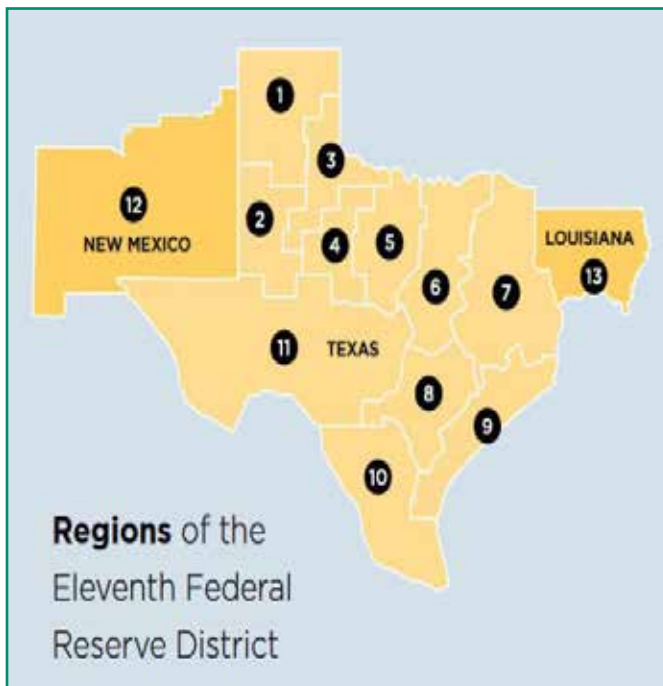 1
3
12
NEW MEXICO
2
4
5
LOUISIANA
13
6
7
11
TEXAS
8
9
10
Regions of the
Eleventh Federal
Reserve District